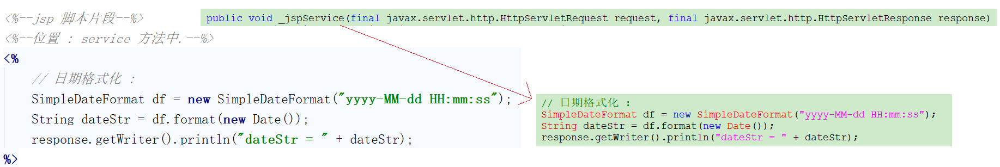 <%--jsp 脚本片段--%>
public void _jspService(final javax.servlet.http.HttpServletRequest request, final javax.servlet.http.HttpServletResponse response)
<%--位置 : service 方法中.--%>
<%
// 日期格式化 :
SimpleDateFormat df = new SimpleDateFormat("yyyy-MM-dd HH:mm:ss");
String dateStr = df.format(new Date());
response.getWriter().println("dateStr = " + dateStr);
%>
// 日期格式化 :
SimpleDateFormat df = new SimpleDateFormat("yyyy-MM-dd HH:mm:ss");
String dateStr = df.format(new Date());
response.getWriter().println("dateStr = " + dateStr);